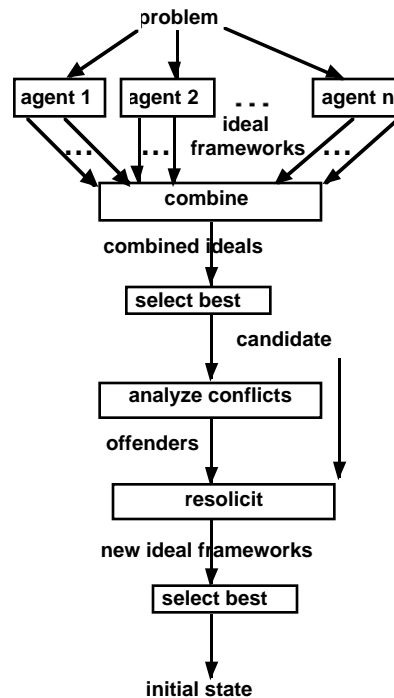 problem
agent 1
agent 2
...
agent n
ideal
frameworks
... ... ...
combine
combined ideals
select best
candidate
analyze conflicts
offenders
resolicit
new ideal frameworks
select best
initial state